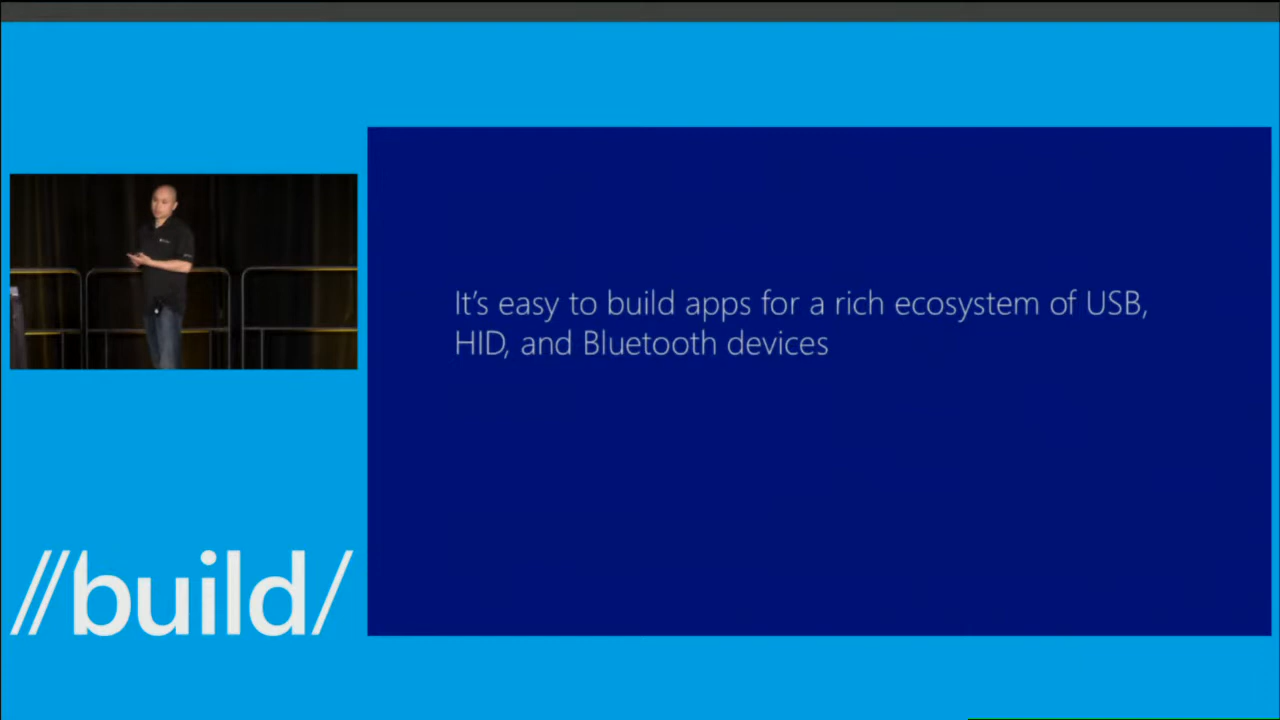 It's easy to build apps for a rich ecosystem of USB,
HID, and Bluetooth devices
//build/